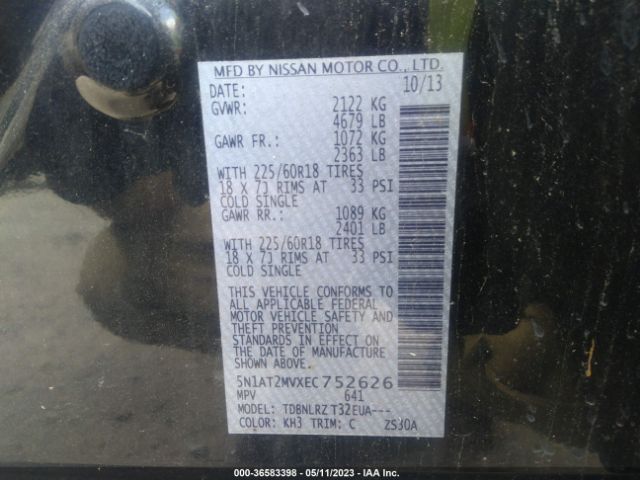 MFD BY NISSAN MOTOR CO., LTD.
DATE: 10/13
GVWR: 2122 KG
4679 LB
GAWR FR.: 1072 KG
2363 LB
WITH 225/60R18 TIRES
18 X 7J RIMS AT 33 PSI
COLD SINGLE
GAWR RR.: 1089 KG
2401 LB
WITH 225/60R18 TIRES
18 X 7J RIMS AT 33 PSI
COLD SINGLE
THIS VEHICLE CONFORMS TO
ALL APPLICABLE FEDERAL
MOTOR VEHICLE SAFETY AND
THEFT PREVENTION
STANDARDS IN EFFECT ON
THE DATE OF MANUFACTURE
SHOWN ABOVE.
5N1AT2MVXEC752626
MPV 641
MODEL: TDBNLRZ T32EUA---
COLOR: KH3 TRIM: C ZS30A
000-36583398 - 05/11/2023 - IAA Inc.